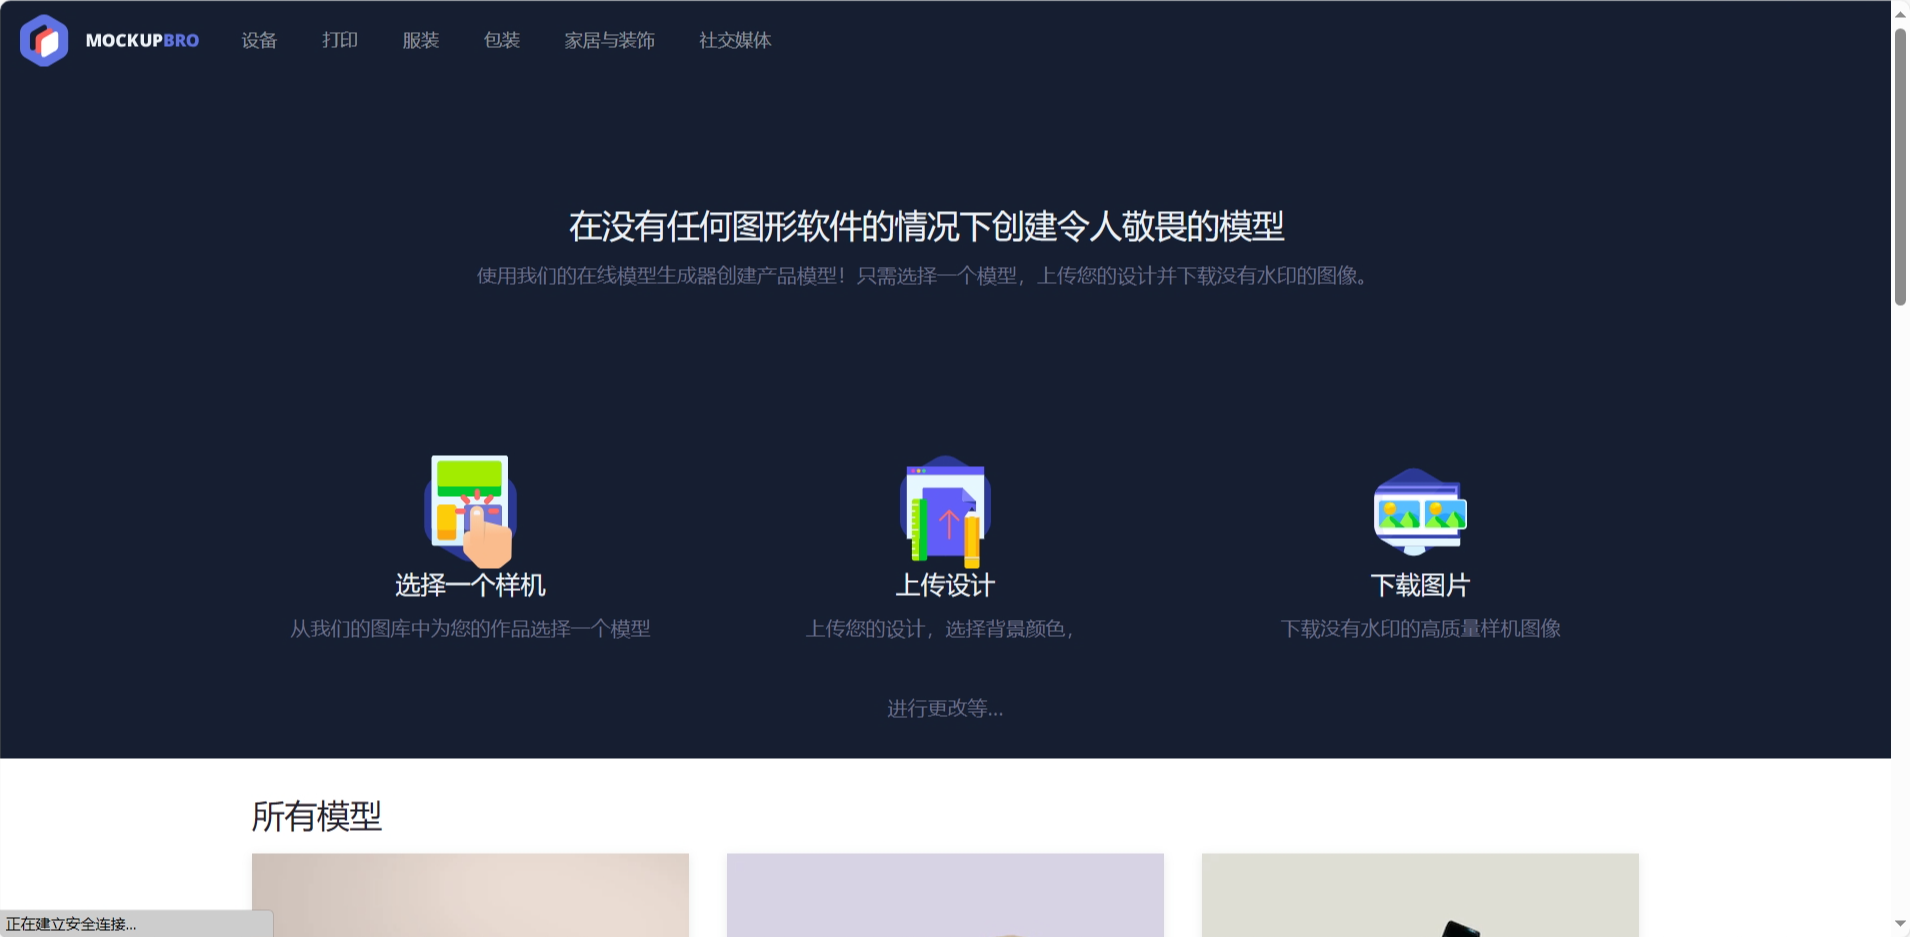 MOCKUPBRO 设备 打印 服装 包装 家居与装饰 社交媒体
在没有任何图形软件的情况下创建令人敬畏的模型
使用我们的在线模型生成器创建产品模型！只需选择一个模型，上传您的设计并下载没有水印的图像。
选择一个样机
从我们的图库中为您的作品选择一个模型
上传设计
上传您的设计，选择背景颜色，
进行更改等...
下载图片
下载没有水印的高质量样机图像
所有模型
正在建立安全连接...